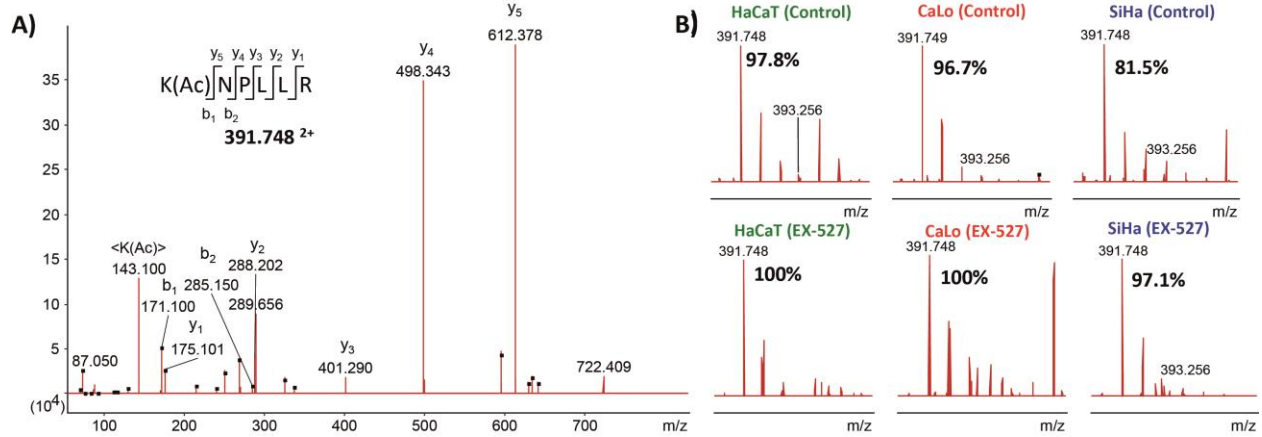 A)
y5
612.378
y4
498.343
y5 y4 y3 y2 y1
K(Ac)NPLLR
b1 b2
391.748 2+
35
30
25
20
15
10
5
(10⁴)
<K(Ac)>
143.100
b1
171.100
b2
285.150
y2
288.202
289.656
y1
175.101
87.050
y3
401.290
722.409
100 200 300 400 500 600 700 m/z
B)
HaCaT (Control)
391.748
97.8%
393.256
m/z
CaLo (Control)
391.749
96.7%
393.256
m/z
SiHa (Control)
391.748
81.5%
393.256
m/z
HaCaT (EX-527)
391.748
100%
m/z
CaLo (EX-527)
391.748
100%
m/z
SiHa (EX-527)
391.748
97.1%
393.256
m/z